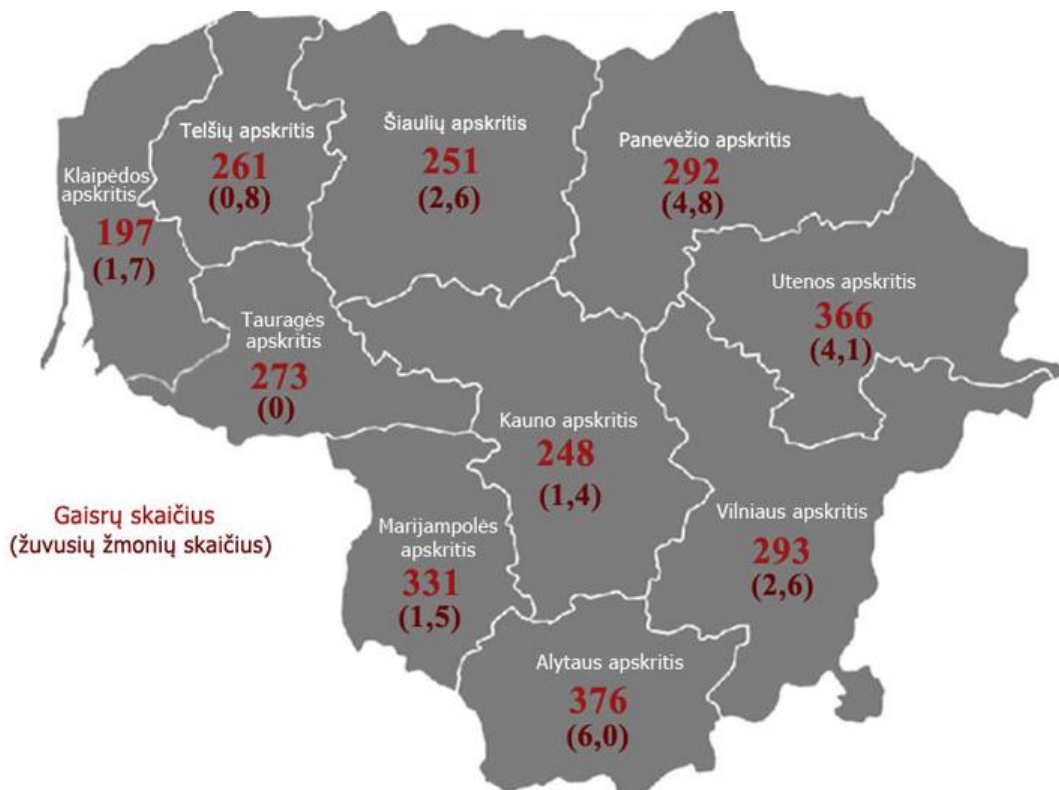 Telšių apskritis
261
(0,8)
Šiaulių apskritis
251
(2,6)
Panevėžio apskritis
292
(4,8)
Klaipėdos
apskritis
197
(1,7)
Utenos apskritis
366
(4,1)
Tauragės
apskritis
273
(0)
Kauno apskritis
248
(1,4)
Gaisrų skaičius
(žuvusių žmonių skaičius)
Marijampolės
apskritis
331
(1,5)
Vilniaus apskritis
293
(2,6)
Alytaus apskritis
376
(6,0)